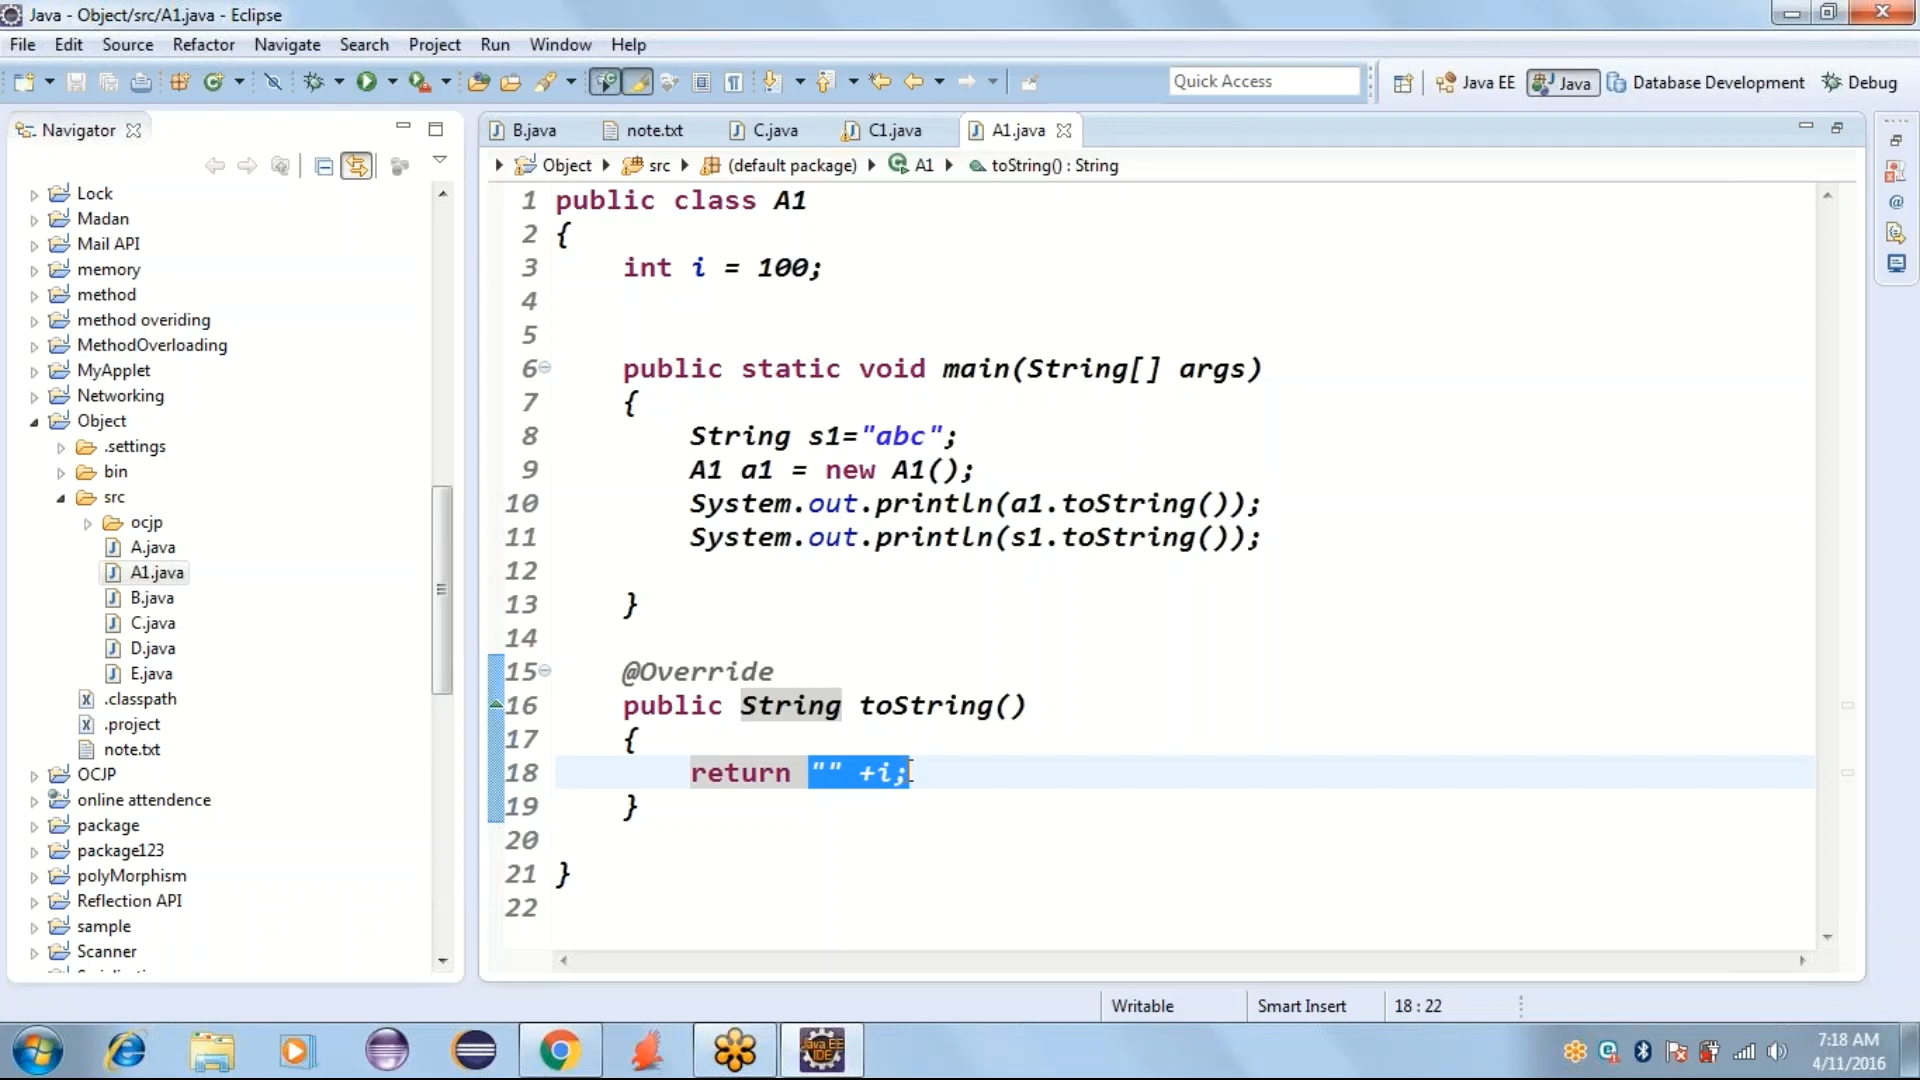 Java - Object/src/A1.java - Eclipse
File Edit Source Refactor Navigate Search Project Run Window Help
Quick Access
Java EE
Java
Database Development
Debug
Navigator
B.java
note.txt
C.java
C1.java
A1.java
Object
src
(default package)
A1
toString() : String
Lock
Madan
Mail API
memory
method
method overiding
MethodOverloading
MyApplet
Networking
Object
.settings
bin
src
ocjp
A.java
A1.java
B.java
C.java
D.java
E.java
.classpath
.project
note.txt
OCJP
online attendence
package
package123
polyMorphism
Reflection API
sample
Scanner
1 public class A1
2 {
3 int i = 100;
4
5
6 public static void main(String[] args)
7 {
8 String s1="abc";
9 A1 a1 = new A1();
10 System.out.println(a1.toString());
11 System.out.println(s1.toString());
12
13 }
14
15 @Override
16 public String toString()
17 {
18 return "" +i;
19 }
20
21 }
22
Writable
Smart Insert
18 : 22
Java EE
IDE
7:18 AM
4/11/2016